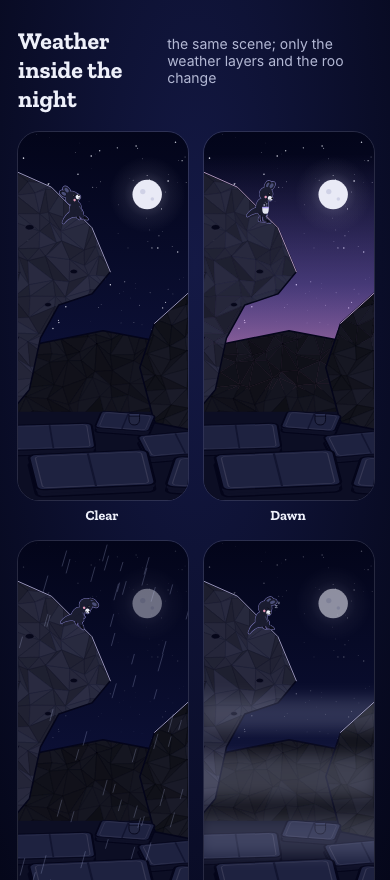 Weather
inside the
night
the same scene; only the
weather layers and the roo
change
Clear
Dawn